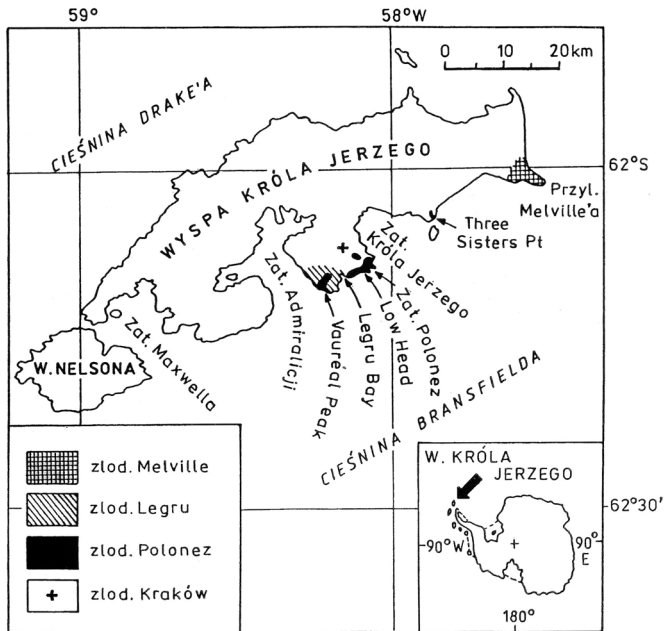 59°
58°W
0 10 20km
CIEŚNINA DRAKE'A
WYSPA KRÓLA JERZEGO
62°S
Przyl.
Melville'a
Three
Sisters Pt
Zat.
Króla Jerzego
Zat. Polonez
Low Head
Legru Bay
Vauréal Peak
Zat. Admiralicji
Zat. Maxwella
W. NELSONA
CIEŚNINA BRANSFIELDA
zlod. Melville
zlod. Legru
zlod. Polonez
+ zlod. Kraków
W. KRÓLA
JERZEGO
62°30'
90°W
90°
E
180°